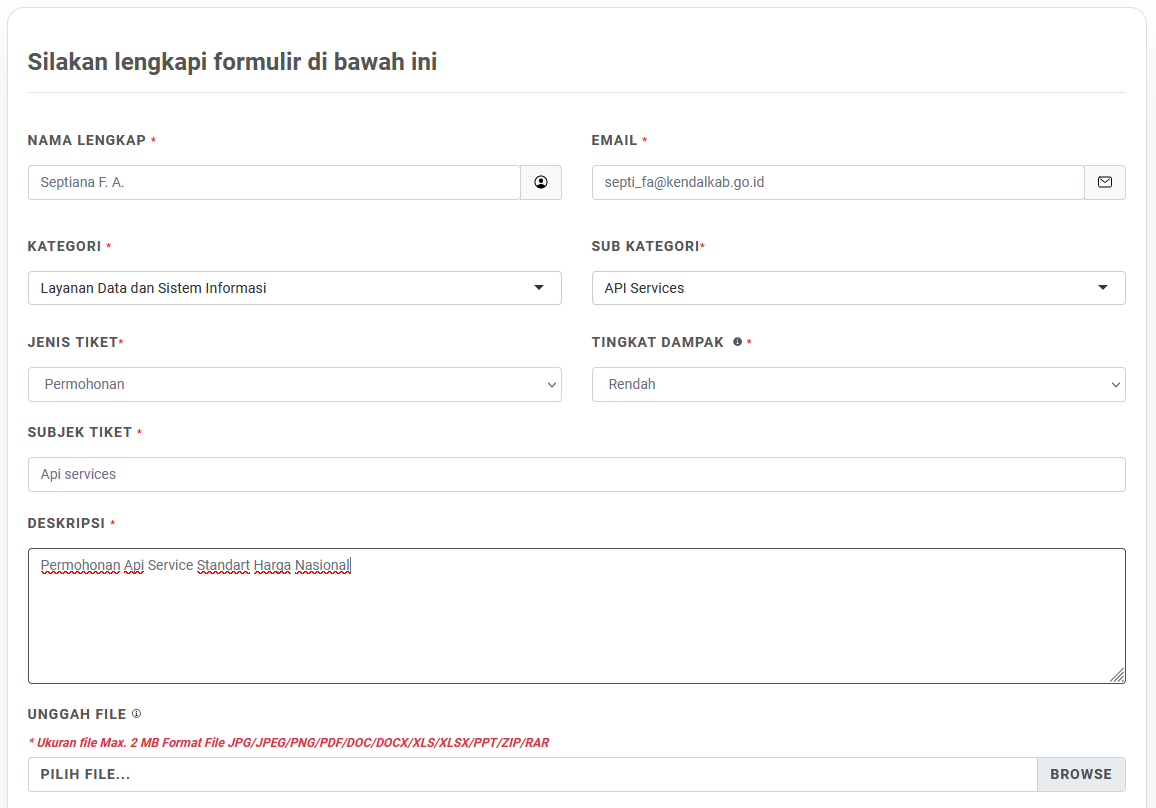 Silakan lengkapi formulir di bawah ini
NAMA LENGKAP *
EMAIL *
Septiana F. A.
septi_fa@kendalkab.go.id
KATEGORI *
SUB KATEGORI*
Layanan Data dan Sistem Informasi
API Services
JENIS TIKET*
TINGKAT DAMPAK *
Permohonan
Rendah
SUBJEK TIKET *
Api services
DESKRIPSI *
Permohonan Api Service Standart Harga Nasional
UNGGAH FILE
* Ukuran file Max. 2 MB Format File JPG/JPEG/PNG/PDF/DOC/DOCX/XLS/XLSX/PPT/ZIP/RAR
PILIH FILE...
BROWSE